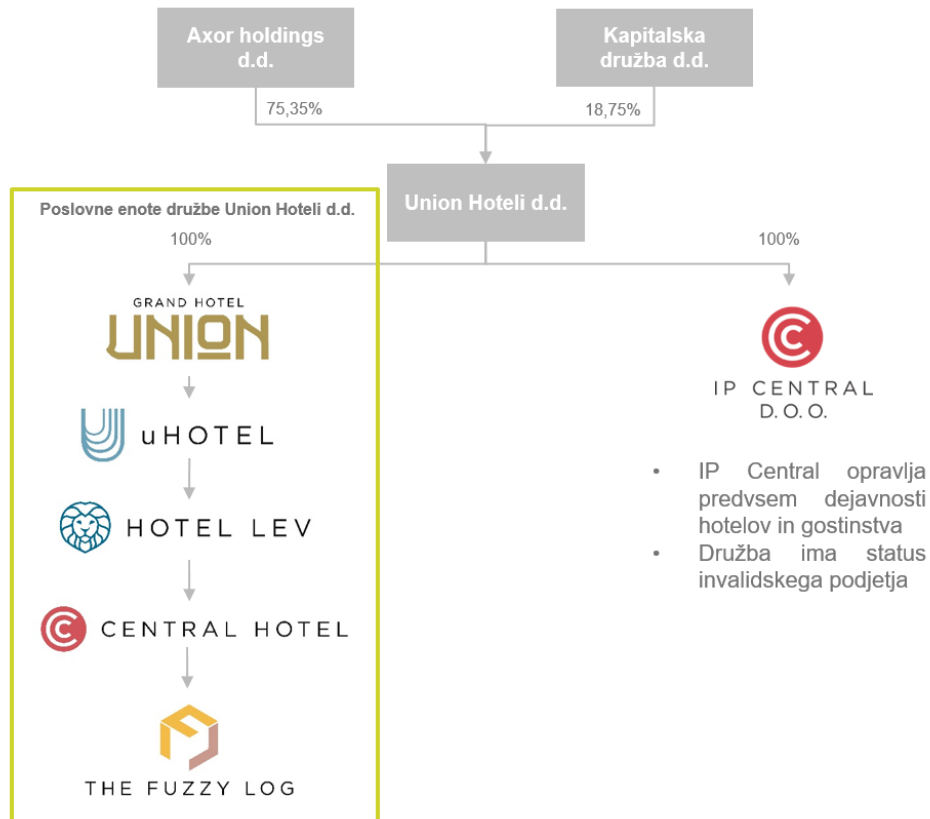 Axor holdings
d.d.
Kapitalska
družba d.d.
75,35%
18,75%
Union Hoteli d.d.
Poslovne enote družbe Union Hoteli d.d.
100%
100%
GRAND HOTEL
UNION
uHOTEL
HOTEL LEV
CENTRAL HOTEL
THE FUZZY LOG
IP CENTRAL
D.O.O.
• IP Central opravlja
predvsem dejavnosti
hotelov in gostinstva
• Družba ima status
invalidskega podjetja